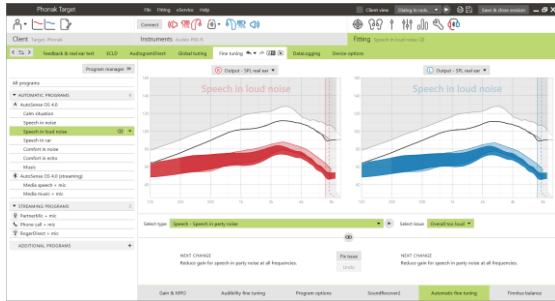 Phonak Target
File Fitting eService Help
Client view
Dialog in tools
Save & close session
Connect
Client Target, Phonak
Instruments Audéo P90-R
Fitting Speech in loud noise
Feedback & real ear test
ECLD
AudiogramDirect
Global tuning
Fine tuning
DataLogging
Device options
Program manager
All programs
AUTOMATIC PROGRAMS
AutoSense OS 4.0
Calm situation
Speech in noise
Speech in loud noise
Speech in car
Comfort in noise
Comfort in echo
Music
AutoSense OS 4.0 (streaming)
Media speech + mic
Media music + mic
STREAMING PROGRAMS
PartnerMic + mic
Phone call + mic
RogerDirect + mic
ADDITIONAL PROGRAMS
R Output - SPL real ear
L Output - SPL real ear
Speech in loud noise
Speech in loud noise
Select type
Speech - Speech in party noise
Select issue
Overall too loud
NEXT CHANGE
Reduce gain for speech in party noise at all frequencies.
Fix issue
Undo
NEXT CHANGE
Reduce gain for speech in party noise at all frequencies.
Gain & MPO
Audibility fine tuning
Program options
SoundRecover2
Automatic fine tuning
Tinnitus balance